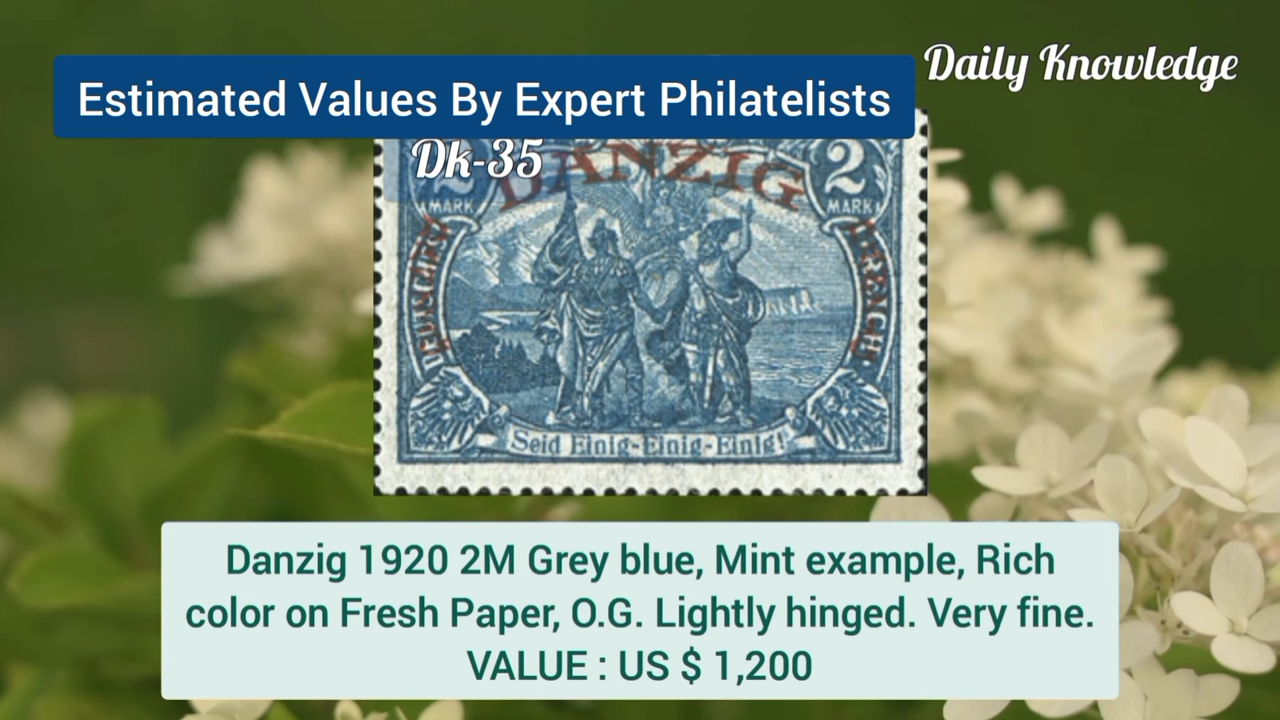 Daily Knowledge
Estimated Values By Expert Philatelists
Dk-35
DANZIG
2
2
MARK
MARK
Seid Einig-Einig-Einig!
Danzig 1920 2M Grey blue, Mint example, Rich
color on Fresh Paper, O.G. Lightly hinged. Very fine.
VALUE : US $ 1,200